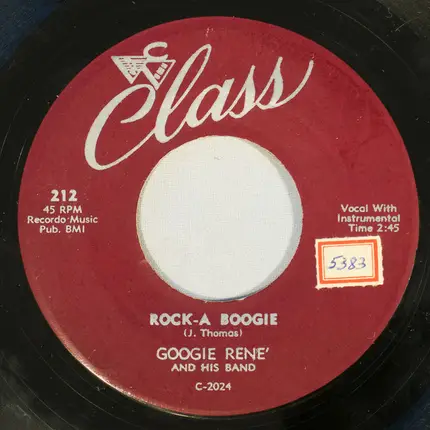 Class
212
45 RPM
Recordo Music
Pub. BMI
Vocal With
Instrumental
Time 2:45
5383
ROCK-A BOOGIE
(J. Thomas)
GOOGIE RENE'
AND HIS BAND
C-2024